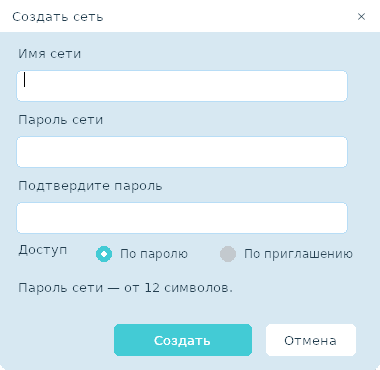 Создать сеть ×
Имя сети
Пароль сети
Подтвердите пароль
Доступ По паролю По приглашению
Пароль сети — от 12 символов.
Создать Отмена